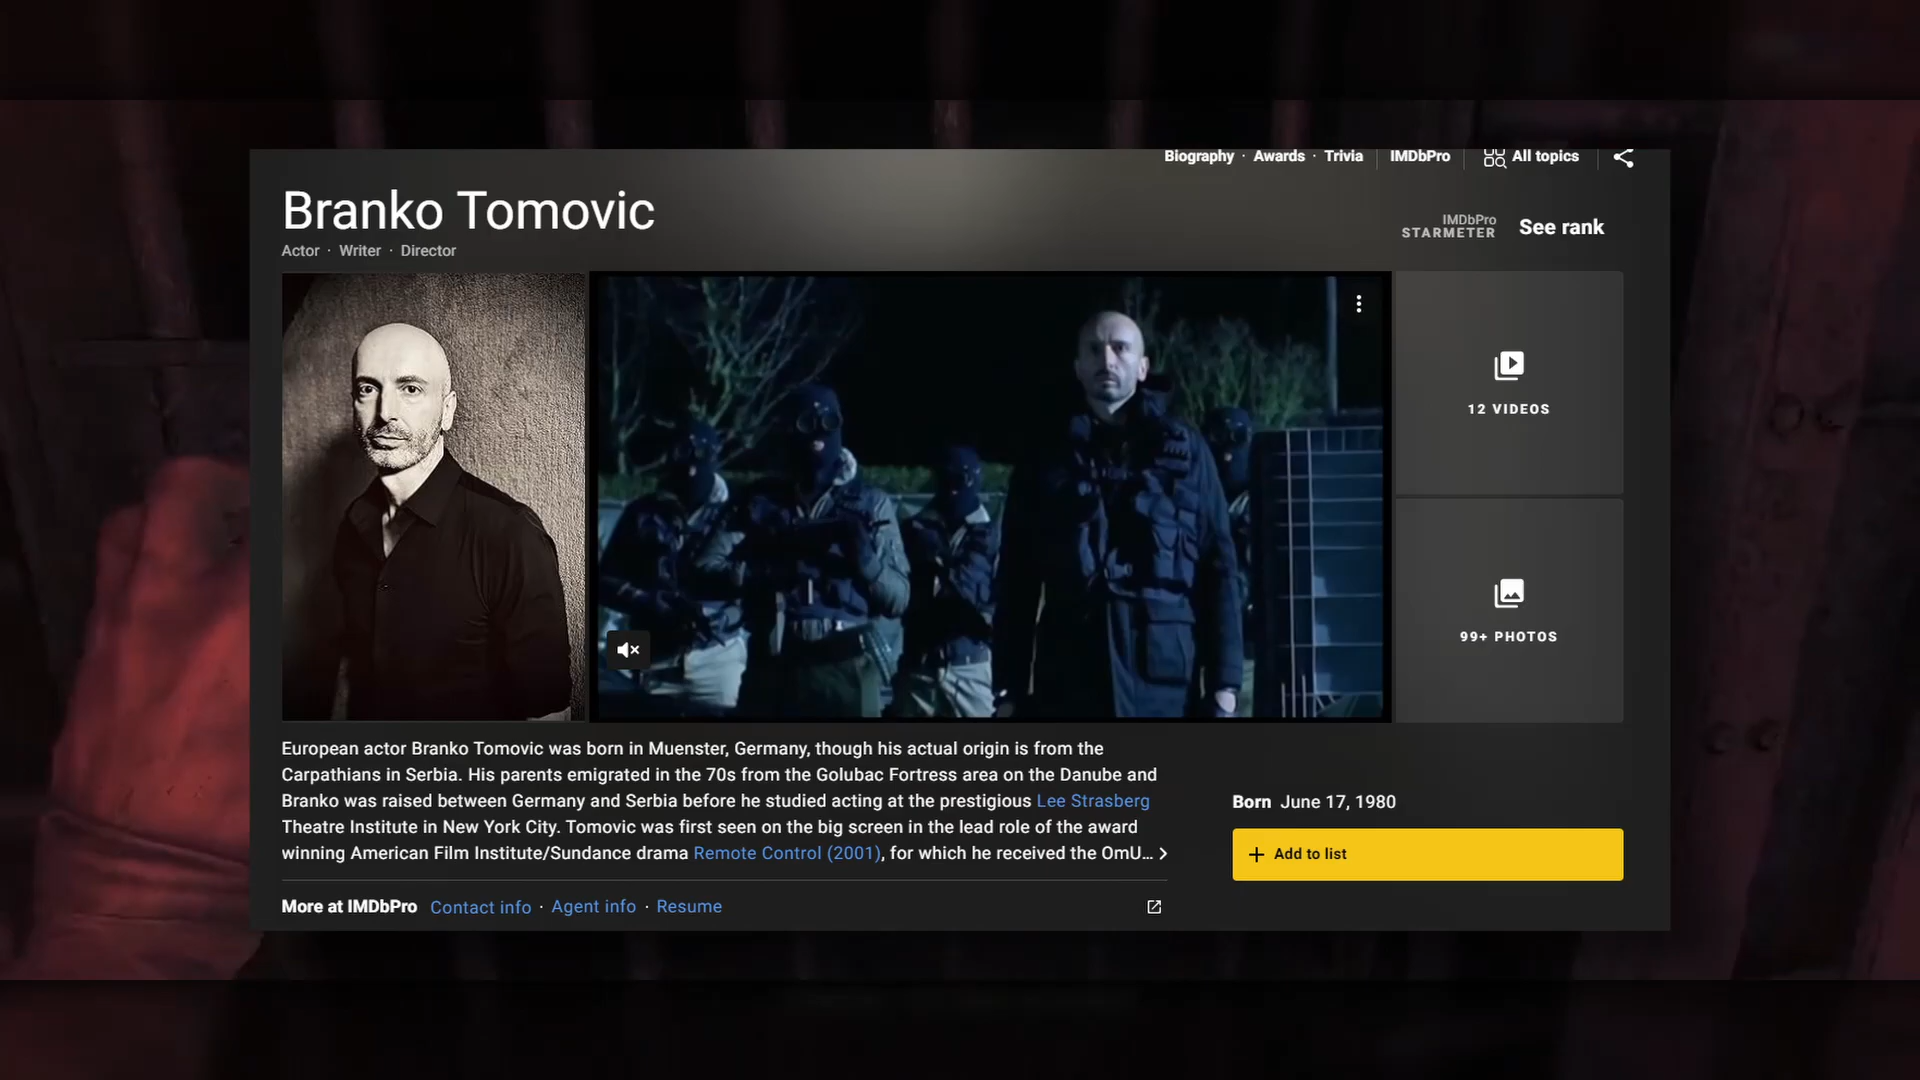 Biography · Awards · Trivia IMDbPro All topics
Branko Tomovic
Actor · Writer · Director
IMDbPro
STARMETER
See rank
12 VIDEOS
99+ PHOTOS
European actor Branko Tomovic was born in Muenster, Germany, though his actual origin is from the
Carpathians in Serbia. His parents emigrated in the 70s from the Golubac Fortress area on the Danube and
Branko was raised between Germany and Serbia before he studied acting at the prestigious Lee Strasberg
Theatre Institute in New York City. Tomovic was first seen on the big screen in the lead role of the award
winning American Film Institute/Sundance drama Remote Control (2001), for which he received the OmU...
Born June 17, 1980
+ Add to list
More at IMDbPro Contact info · Agent info · Resume